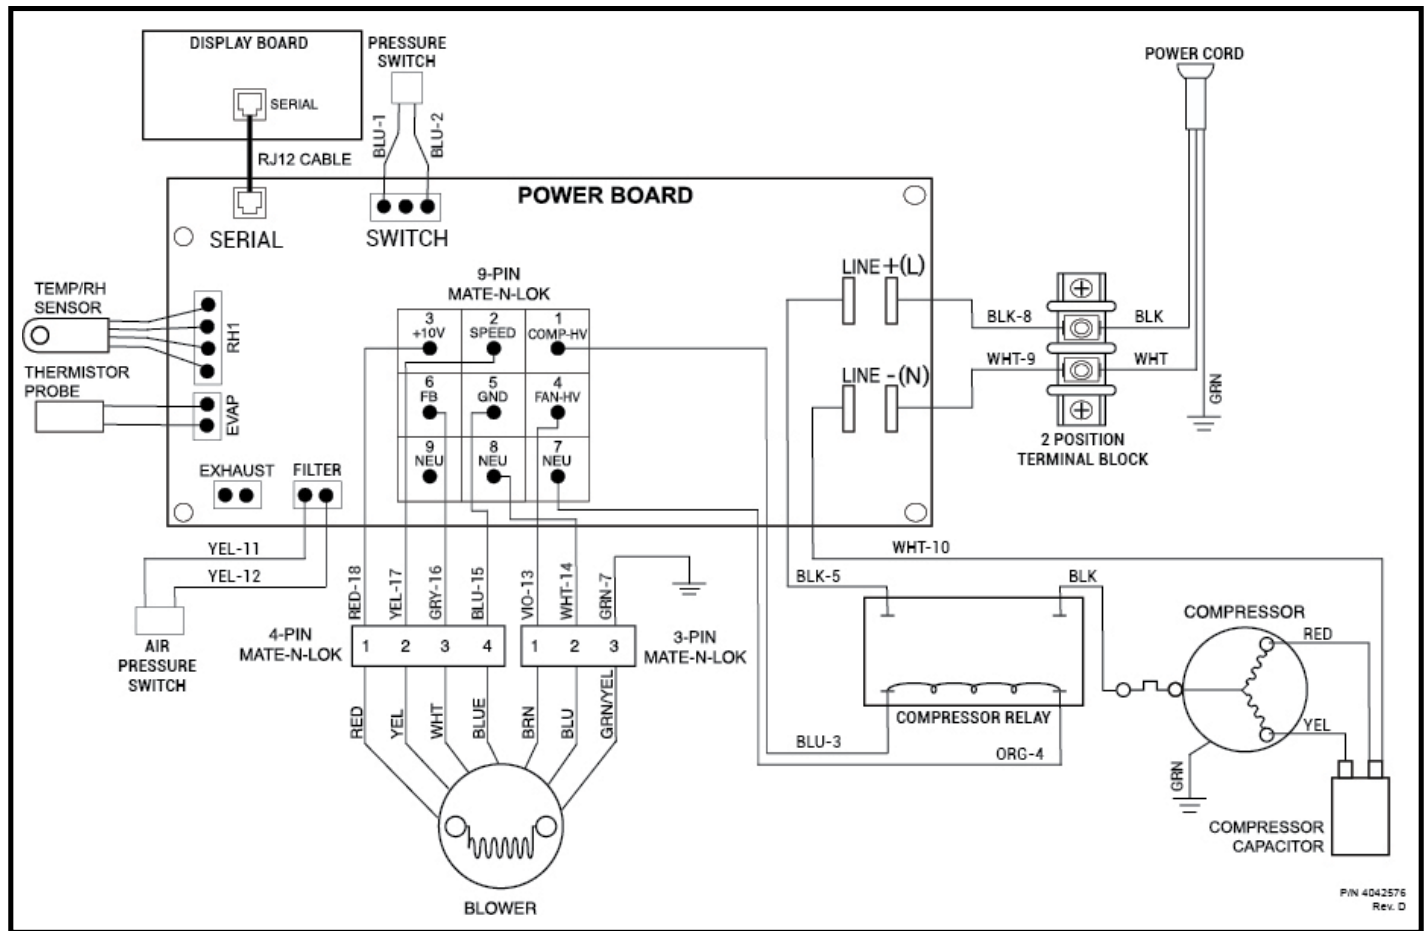 DISPLAY BOARD
SERIAL
RJ12 CABLE
PRESSURE
SWITCH
BLU-1
BLU-2
POWER CORD
POWER BOARD
SERIAL
SWITCH
TEMP/RH
SENSOR
RH1
THERMISTOR
PROBE
EVAP
EXHAUST
FILTER
9-PIN
MATE-N-LOK
3
+10V
2
SPEED
1
COMP-HV
6
FB
5
GND
4
FAN-HV
9
NEU
8
NEU
7
NEU
LINE +(L)
LINE -(N)
BLK-8
BLK
WHT-9
WHT
GRN
2 POSITION
TERMINAL BLOCK
YEL-11
YEL-12
AIR
PRESSURE
SWITCH
RED-18
YEL-17
GRY-16
BLU-15
VIO-13
WHT-14
GRN-7
4-PIN
MATE-N-LOK
1 2 3 4
1 2 3
3-PIN
MATE-N-LOK
RED
YEL
WHT
BLUE
BRN
BLU
GRN/YEL
BLOWER
WHT-10
BLK-5
BLK
COMPRESSOR RELAY
BLU-3
ORG-4
COMPRESSOR
RED
YEL
GRN
COMPRESSOR
CAPACITOR
P/N 4042576
Rev. D